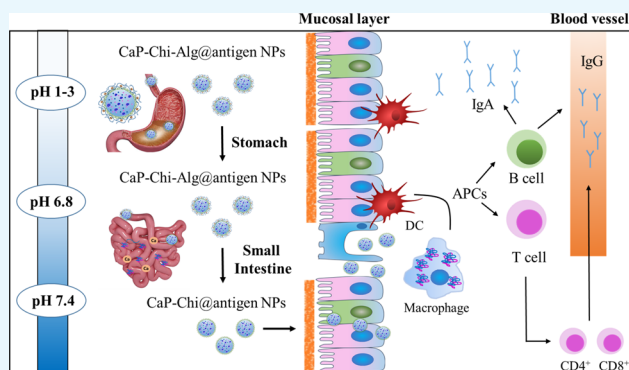 Mucosal layer
Blood vessel
CaP-Chi-Alg@antigen NPs
IgG
pH 1-3
IgA
Stomach
B cell
CaP-Chi-Alg@antigen NPs
pH 6.8
APCs
DC
Small
Intestine
T cell
pH 7.4
CaP-Chi@antigen NPs
Macrophage
CD4⁺ CD8⁺